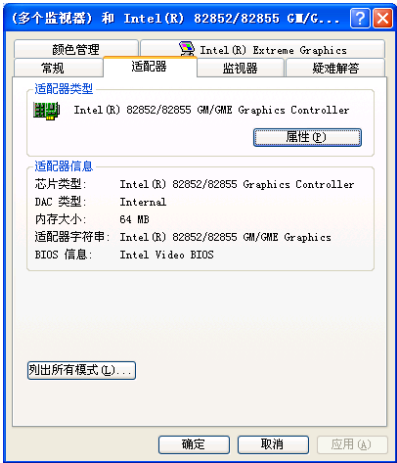 (多个监视器) 和 Intel(R) 82852/82855 GM/G...
颜色管理 Intel(R) Extreme Graphics
常规 适配器 监视器 疑难解答
适配器类型
Intel(R) 82852/82855 GM/GME Graphics Controller
属性(P)
适配器信息
芯片类型: Intel(R) 82852/82855 Graphics Controller
DAC 类型: Internal
内存大小: 64 MB
适配器字符串: Intel(R) 82852/82855 GM/GME Graphics
BIOS 信息: Intel Video BIOS
列出所有模式(L)...
确定 取消 应用(A)